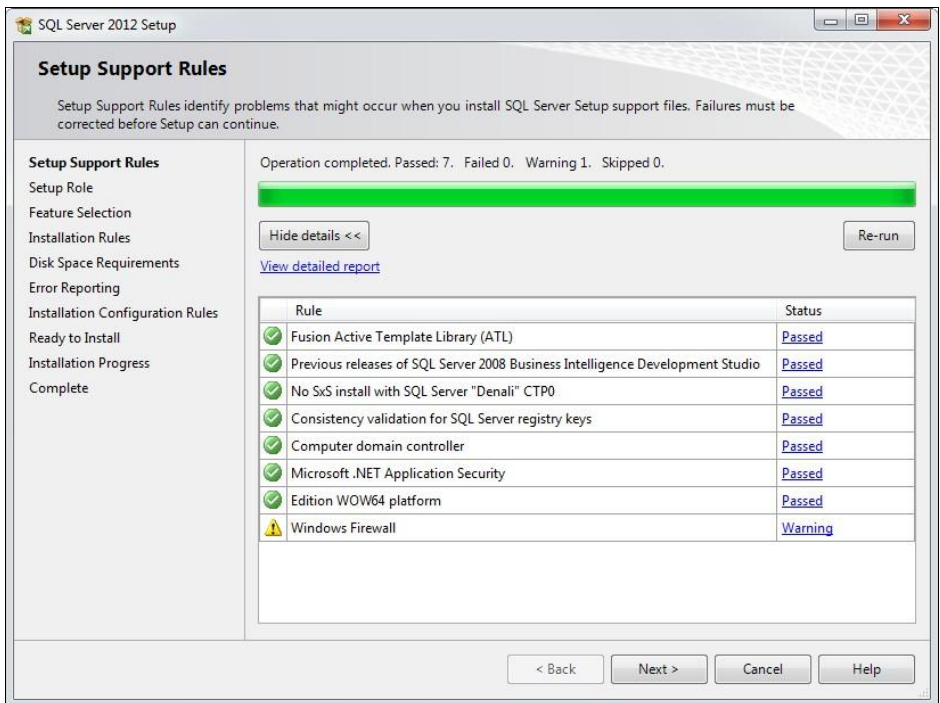 SQL Server 2012 Setup
Setup Support Rules
Setup Support Rules identify problems that might occur when you install SQL Server Setup support files. Failures must be
corrected before Setup can continue.
Setup Support Rules
Setup Role
Feature Selection
Installation Rules
Disk Space Requirements
Error Reporting
Installation Configuration Rules
Ready to Install
Installation Progress
Complete
Operation completed. Passed: 7. Failed 0. Warning 1. Skipped 0.
Hide details <<
Re-run
View detailed report
Rule Status
Fusion Active Template Library (ATL) Passed
Previous releases of SQL Server 2008 Business Intelligence Development Studio Passed
No SxS install with SQL Server "Denali" CTP0 Passed
Consistency validation for SQL Server registry keys Passed
Computer domain controller Passed
Microsoft .NET Application Security Passed
Edition WOW64 platform Passed
Windows Firewall Warning
< Back
Next >
Cancel
Help